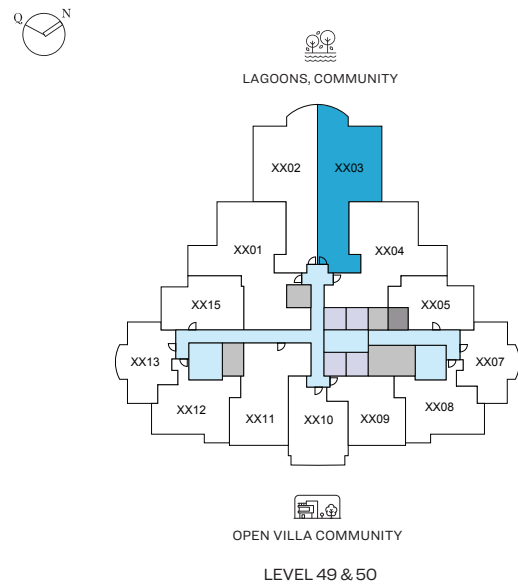 Q N
LAGOONS, COMMUNITY
XX02 XX03
XX01 XX04
XX15 XX05
XX13 XX07
XX12 XX11 XX10 XX09 XX08
OPEN VILLA COMMUNITY
LEVEL 49 & 50